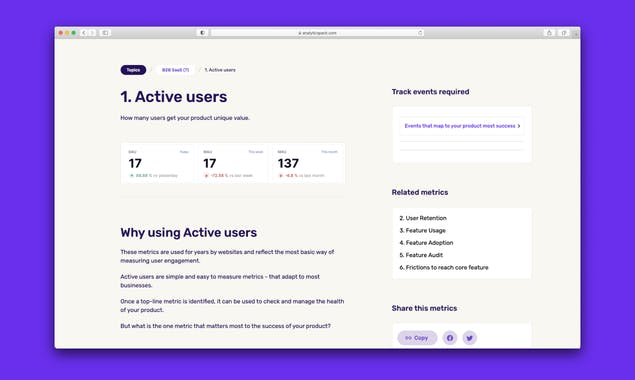 analyticspack.com
Topics / B2B SaaS (7) / 1. Active users
1. Active users
How many users get your product unique value.
DAU Today
17
WAU This week
17
MAU This month
137
% vs yesterday
-72.58 % vs last week
% vs last month
Why using Active users
These metrics are used for years by websites and reflect the most basic way of
measuring user engagement.
Active users are simple and easy to measure metrics - that adapt to most
businesses.
Once a top-line metric is identified, it can be used to check and manage the health
of your product.
But what is the one metric that matters most to the success of your product?
Track events required
Events that map to your product most success >
Related metrics
2. User Retention
3. Feature Usage
4. Feature Adoption
5. Feature Audit
6. Frictions to reach core feature
Share this metrics
Copy